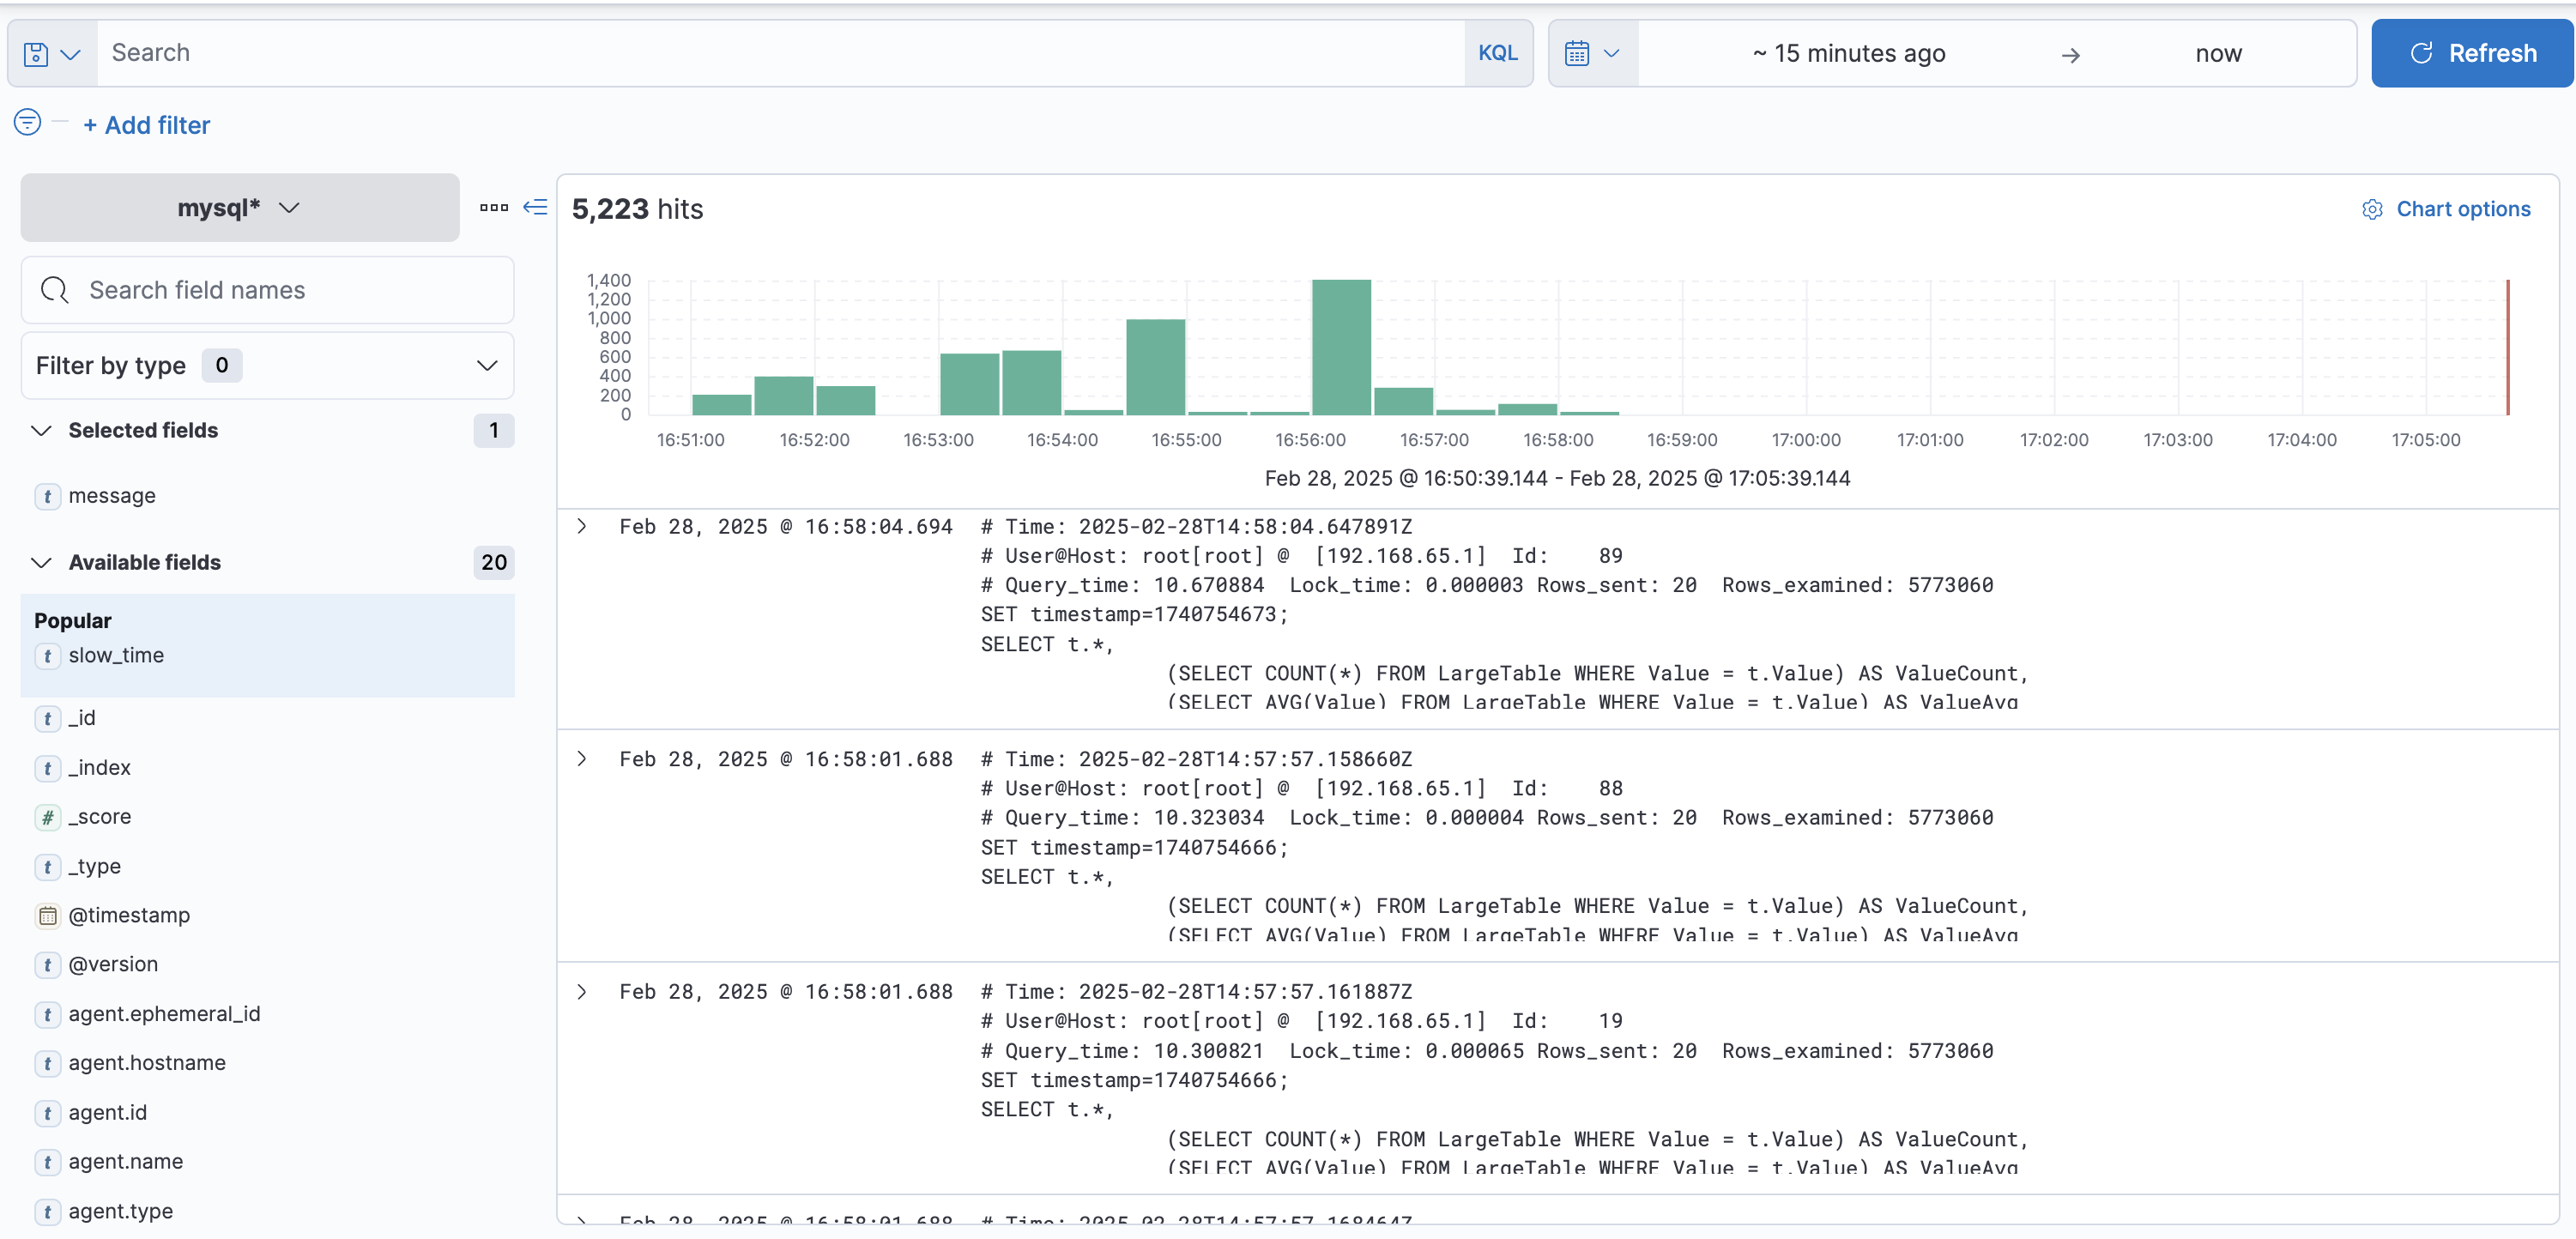 Search
KQL
~ 15 minutes ago → now
Refresh
+ Add filter
mysql*
Search field names
Filter by type 0
Selected fields 1
t message
Available fields 20
Popular
t slow_time
t _id
t _index
# _score
t _type
@timestamp
t @version
t agent.ephemeral_id
t agent.hostname
t agent.id
t agent.name
t agent.type
5,223 hits
Chart options
1,400
1,200
1,000
800
600
400
200
0
16:51:00 16:52:00 16:53:00 16:54:00 16:55:00 16:56:00 16:57:00 16:58:00 16:59:00 17:00:00 17:01:00 17:02:00 17:03:00 17:04:00 17:05:00
Feb 28, 2025 @ 16:50:39.144 - Feb 28, 2025 @ 17:05:39.144
Feb 28, 2025 @ 16:58:04.694 # Time: 2025-02-28T14:58:04.647891Z
# User@Host: root[root] @ [192.168.65.1] Id: 89
# Query_time: 10.670884 Lock_time: 0.000003 Rows_sent: 20 Rows_examined: 5773060
SET timestamp=1740754673;
SELECT t.*,
(SELECT COUNT(*) FROM LargeTable WHERE Value = t.Value) AS ValueCount,
(SELECT AVG(Value) FROM LargeTable WHERE Value = t.Value) AS ValueAvg
Feb 28, 2025 @ 16:58:01.688 # Time: 2025-02-28T14:57:57.158660Z
# User@Host: root[root] @ [192.168.65.1] Id: 88
# Query_time: 10.323034 Lock_time: 0.000004 Rows_sent: 20 Rows_examined: 5773060
SET timestamp=1740754666;
SELECT t.*,
(SELECT COUNT(*) FROM LargeTable WHERE Value = t.Value) AS ValueCount,
(SELECT AVG(Value) FROM LargeTable WHERE Value = t.Value) AS ValueAvg
Feb 28, 2025 @ 16:58:01.688 # Time: 2025-02-28T14:57:57.161887Z
# User@Host: root[root] @ [192.168.65.1] Id: 19
# Query_time: 10.300821 Lock_time: 0.000065 Rows_sent: 20 Rows_examined: 5773060
SET timestamp=1740754666;
SELECT t.*,
(SELECT COUNT(*) FROM LargeTable WHERE Value = t.Value) AS ValueCount,
(SELECT AVG(Value) FROM LargeTable WHERE Value = t.Value) AS ValueAvg
Feb 28, 2025 @ 16:58:01.688 # Time: 2025-02-28T14:57:57.168464Z